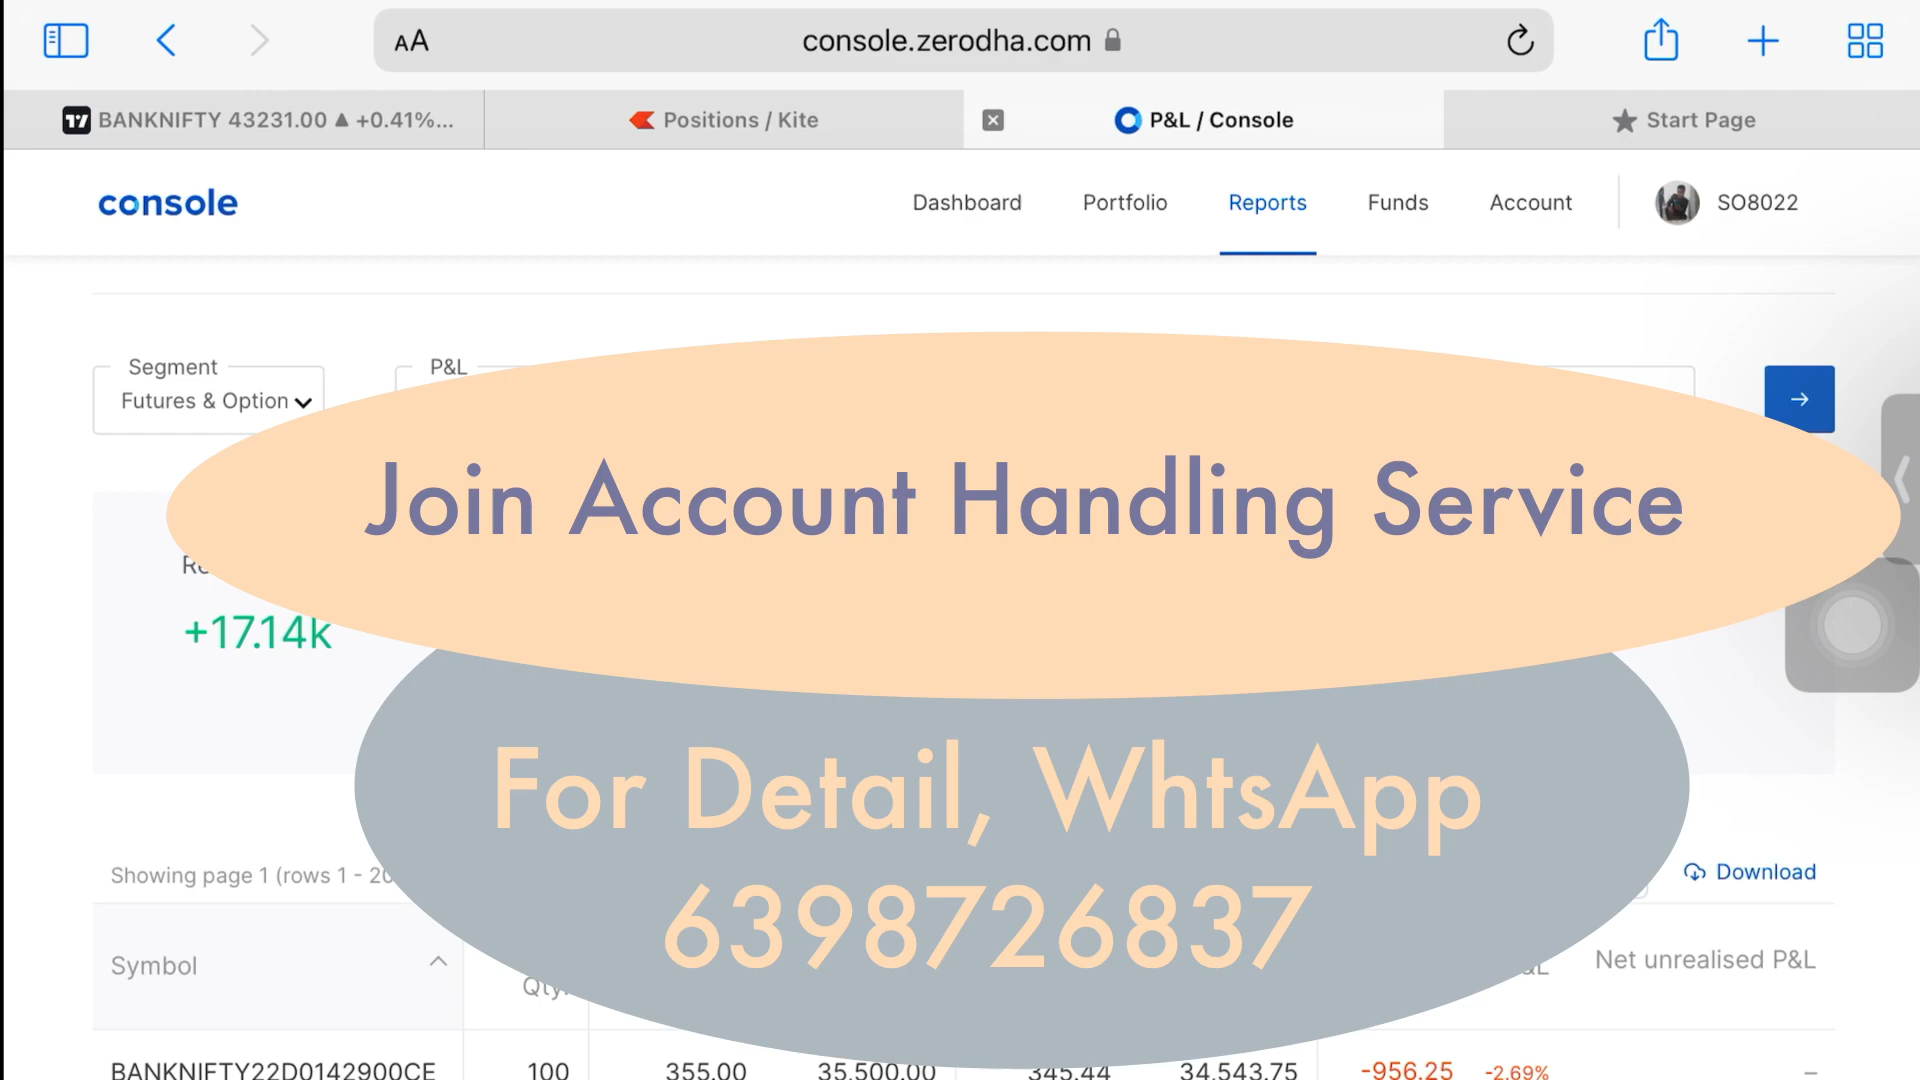 AA
console.zerodha.com
BANKNIFTY 43231.00 ▲ +0.41%...
Positions / Kite
P&L / Console
Start Page
console
Dashboard
Portfolio
Reports
Funds
Account
SO8022
Segment
P&L
Futures & Option
Join Account Handling Service
+17.14k
For Detail, WhtsApp
6398726837
Showing page 1 (rows 1 - 20
Download
Symbol
Qty.
Net unrealised P&L
BANKNIFTY22D0142900CE 100 355.00 35,500.00 345.44 34,543.75 -956.25 -2.69% –